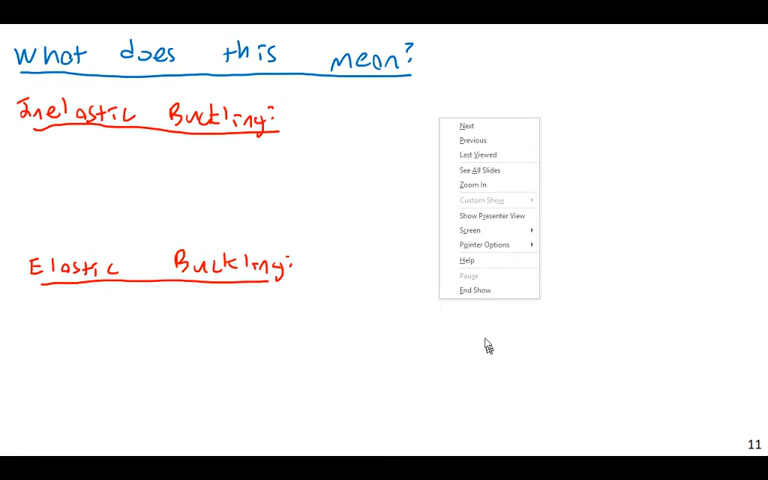 What does this mean?
Inelastic Buckling:
Next
Previous
Last Viewed
See All Slides
Zoom In
Custom Show
Show Presenter View
Screen
Pointer Options
Help
Pause
End Show
Elastic Buckling:
11